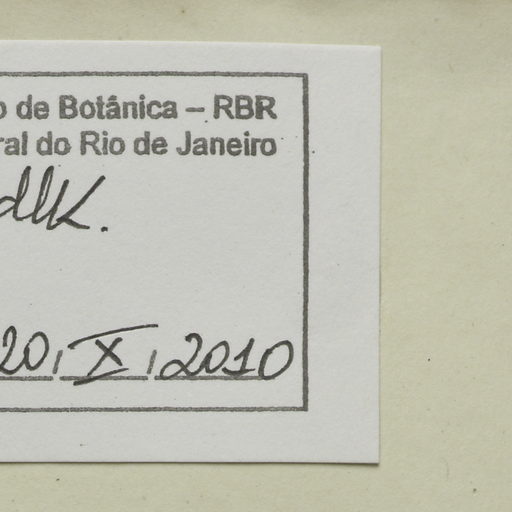 o de Botânica – RBR
ral do Rio de Janeiro
dlk.
20, X, 2010